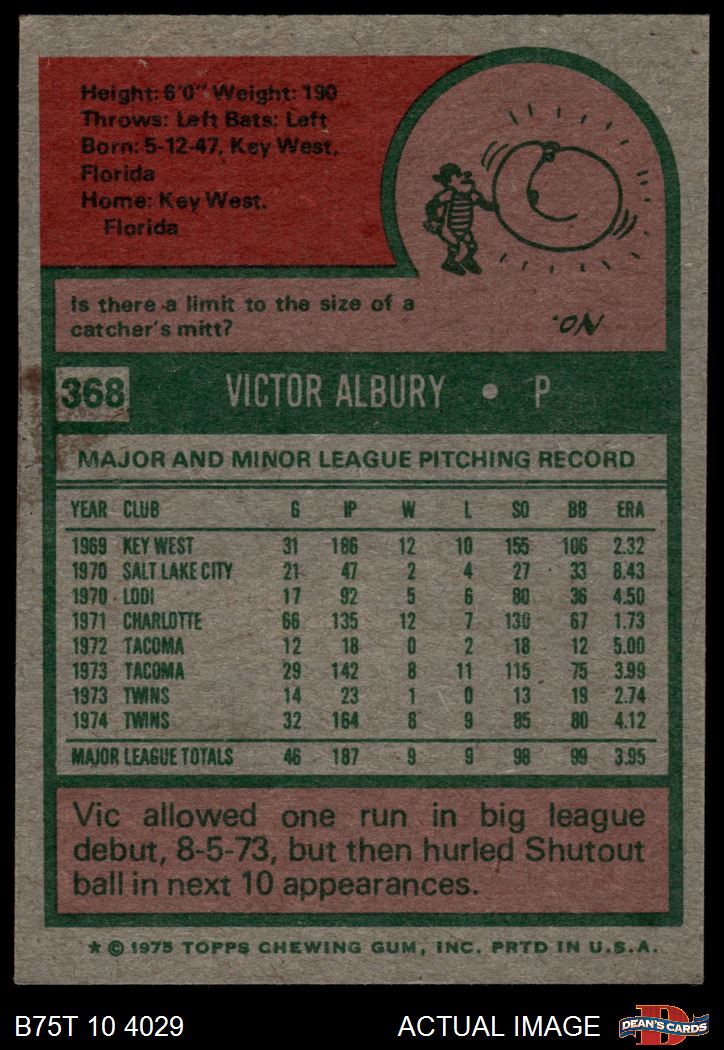 Height: 6'0" Weight: 190
Throws: Left Bats: Left
Born: 5-12-47, Key West,
Florida
Home: Key West,
Florida
Is there a limit to the size of a
catcher's mitt?
NO.
368 VICTOR ALBURY • P
MAJOR AND MINOR LEAGUE PITCHING RECORD
YEAR CLUB G IP W L SO BB ERA
1969 KEY WEST 31 186 12 10 155 106 2.32
1970 SALT LAKE CITY 21 47 2 4 27 33 8.43
1970 LODI 17 92 5 6 80 36 4.50
1971 CHARLOTTE 66 135 12 7 130 67 1.73
1972 TACOMA 12 18 0 2 18 12 5.00
1973 TACOMA 29 142 8 11 115 75 3.99
1973 TWINS 14 23 1 0 13 19 2.74
1974 TWINS 32 164 8 9 85 80 4.12
MAJOR LEAGUE TOTALS 46 187 9 9 98 99 3.95
Vic allowed one run in big league
debut, 8-5-73, but then hurled Shutout
ball in next 10 appearances.
* © 1975 TOPPS CHEWING GUM, INC. PRTD IN U.S.A.
B75T 10 4029 ACTUAL IMAGE D DEAN'S CARDS